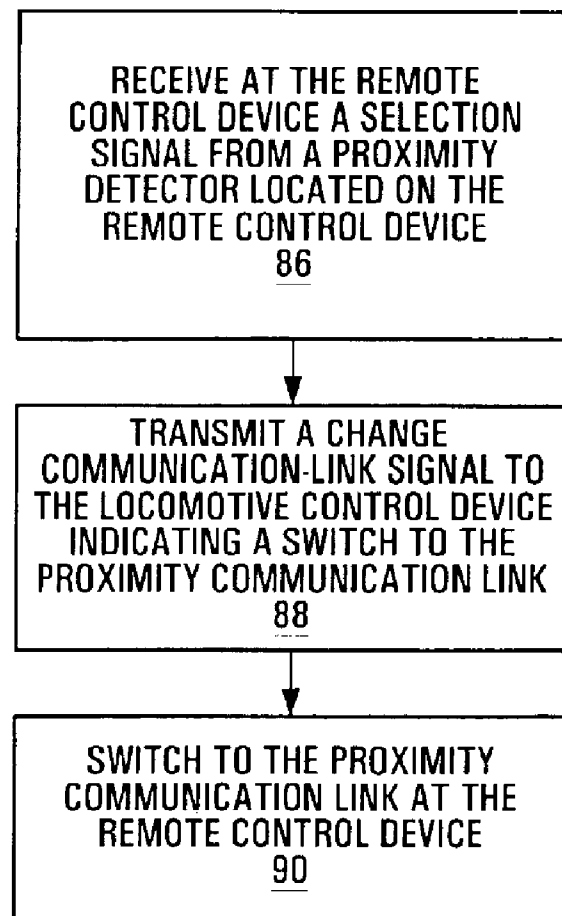 RECEIVE AT THE REMOTE
CONTROL DEVICE A SELECTION
SIGNAL FROM A PROXIMITY
DETECTOR LOCATED ON THE
REMOTE CONTROL DEVICE
86
TRANSMIT A CHANGE
COMMUNICATION-LINK SIGNAL TO
THE LOCOMOTIVE CONTROL DEVICE
INDICATING A SWITCH TO THE
PROXIMITY COMMUNICATION LINK
88
SWITCH TO THE PROXIMITY
COMMUNICATION LINK AT THE
REMOTE CONTROL DEVICE
90